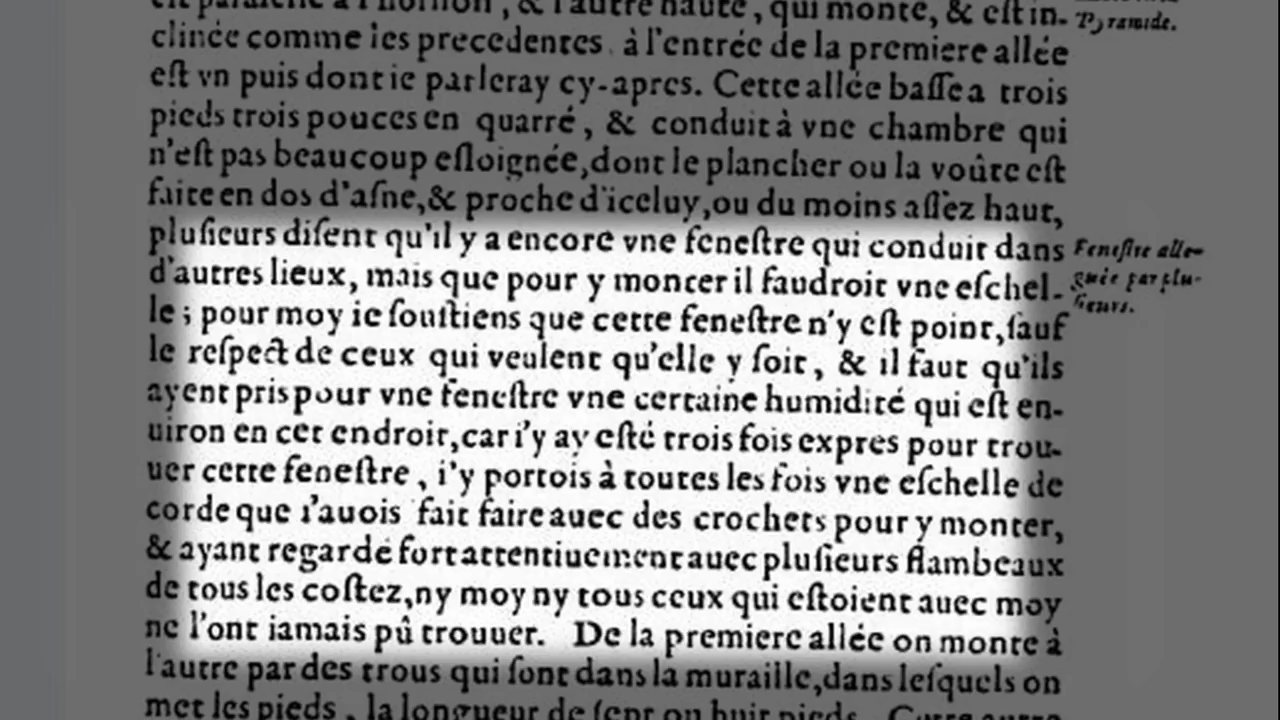 est paralelle à l'horison, & l'autre haute, qui monte, & est in-
Pyramide.
clinée comme les precedentes. à l'entrée de la premiere allée
est vn puis dont ie parleray cy-apres. Cette allée basse a trois
pieds trois pouces en quarré, & conduit à vne chambre qui
n'est pas beaucoup esloignée, dont le plancher ou la voûte est
faite en dos d'asne, & proche d'iceluy, ou du moins assez haut,
plusieurs disent qu'il y a encore vne fenestre qui conduit dans
Fenestre alle-
d'autres lieux, mais que pour y monter il faudroit vne eschel-
guée par plu-
le; pour moy ie soustiens que cette fenestre n'y est point, sauf
sieurs.
le respect de ceux qui veulent qu'elle y soit, & il faut qu'ils
ayent pris pour vne fenestre vne certaine humidité qui est en-
uiron en cet endroit, car i'y ay esté trois fois expres pour trou-
uer cette fenestre, i'y portois à toutes les fois vne eschelle de
corde que i'auois fait faire auec des crochets pour y monter,
& ayant regardé fort attentiuement auec plusieurs flambeaux
de tous les costez, ny moy ny tous ceux qui estoient auec moy
ne l'ont iamais pû trouuer. De la premiere allée on monte à
l'autre par des trous qui sont dans la muraille, dans lesquels on
met les pieds, la longueur de sept ou huit pieds. Cette autre